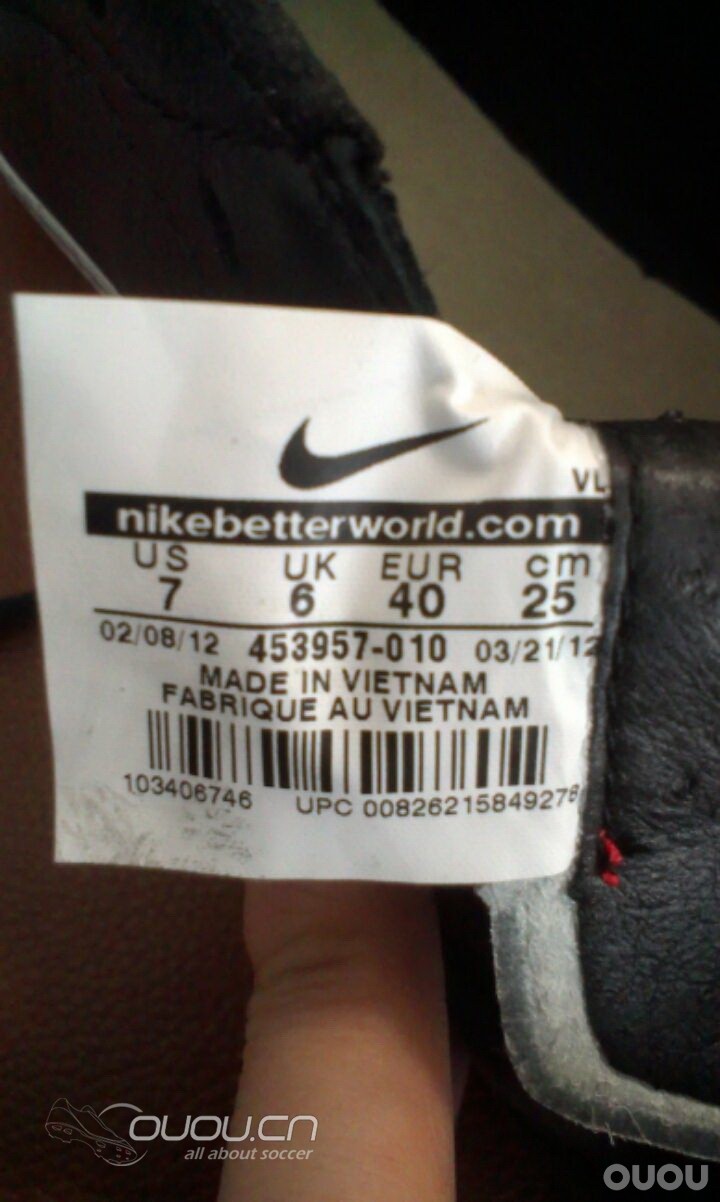 VL
nikebetterworld.com
US UK EUR cm
7 6 40 25
02/08/12 453957-010 03/21/12
MADE IN VIETNAM
FABRIQUE AU VIETNAM
103406746 UPC 00826215849278
OUOU.CN
all about soccer
OUOU